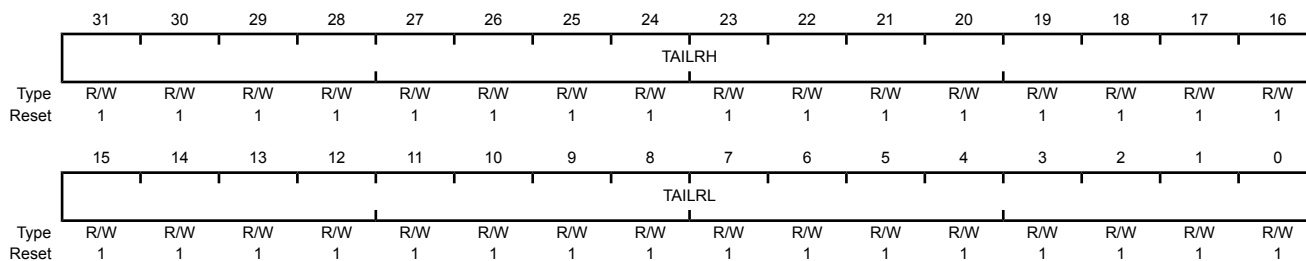 31 30 29 28 27 26 25 24 23 22 21 20 19 18 17 16
TAILRH
Type R/W R/W R/W R/W R/W R/W R/W R/W R/W R/W R/W R/W R/W R/W R/W R/W
Reset 1 1 1 1 1 1 1 1 1 1 1 1 1 1 1 1
15 14 13 12 11 10 9 8 7 6 5 4 3 2 1 0
TAILRL
Type R/W R/W R/W R/W R/W R/W R/W R/W R/W R/W R/W R/W R/W R/W R/W R/W
Reset 1 1 1 1 1 1 1 1 1 1 1 1 1 1 1 1